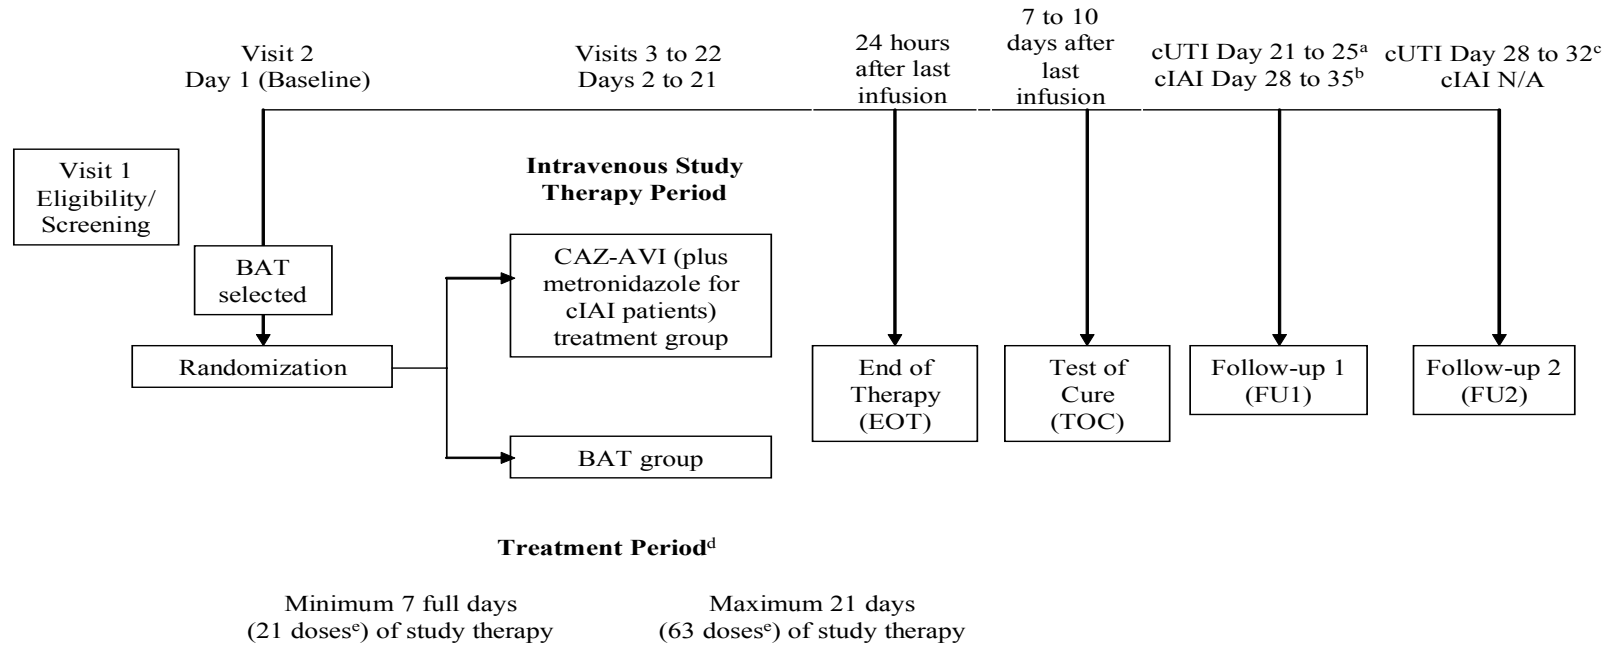 Visit 2
Day 1 (Baseline)
Visits 3 to 22
Days 2 to 21
24 hours
after last
infusion
7 to 10
days after
last
infusion
cUTI Day 21 to 25ᵃ
cIAI Day 28 to 35ᵇ
cUTI Day 28 to 32ᶜ
cIAI N/A
Visit 1
Eligibility/
Screening
Intravenous Study
Therapy Period
BAT
selected
Randomization
CAZ-AVI (plus
metronidazole for
cIAI patients)
treatment group
BAT group
End of
Therapy
(EOT)
Test of
Cure
(TOC)
Follow-up 1
(FU1)
Follow-up 2
(FU2)
Treatment Periodᵈ
Minimum 7 full days
(21 dosesᵉ) of study therapy
Maximum 21 days
(63 dosesᵉ) of study therapy